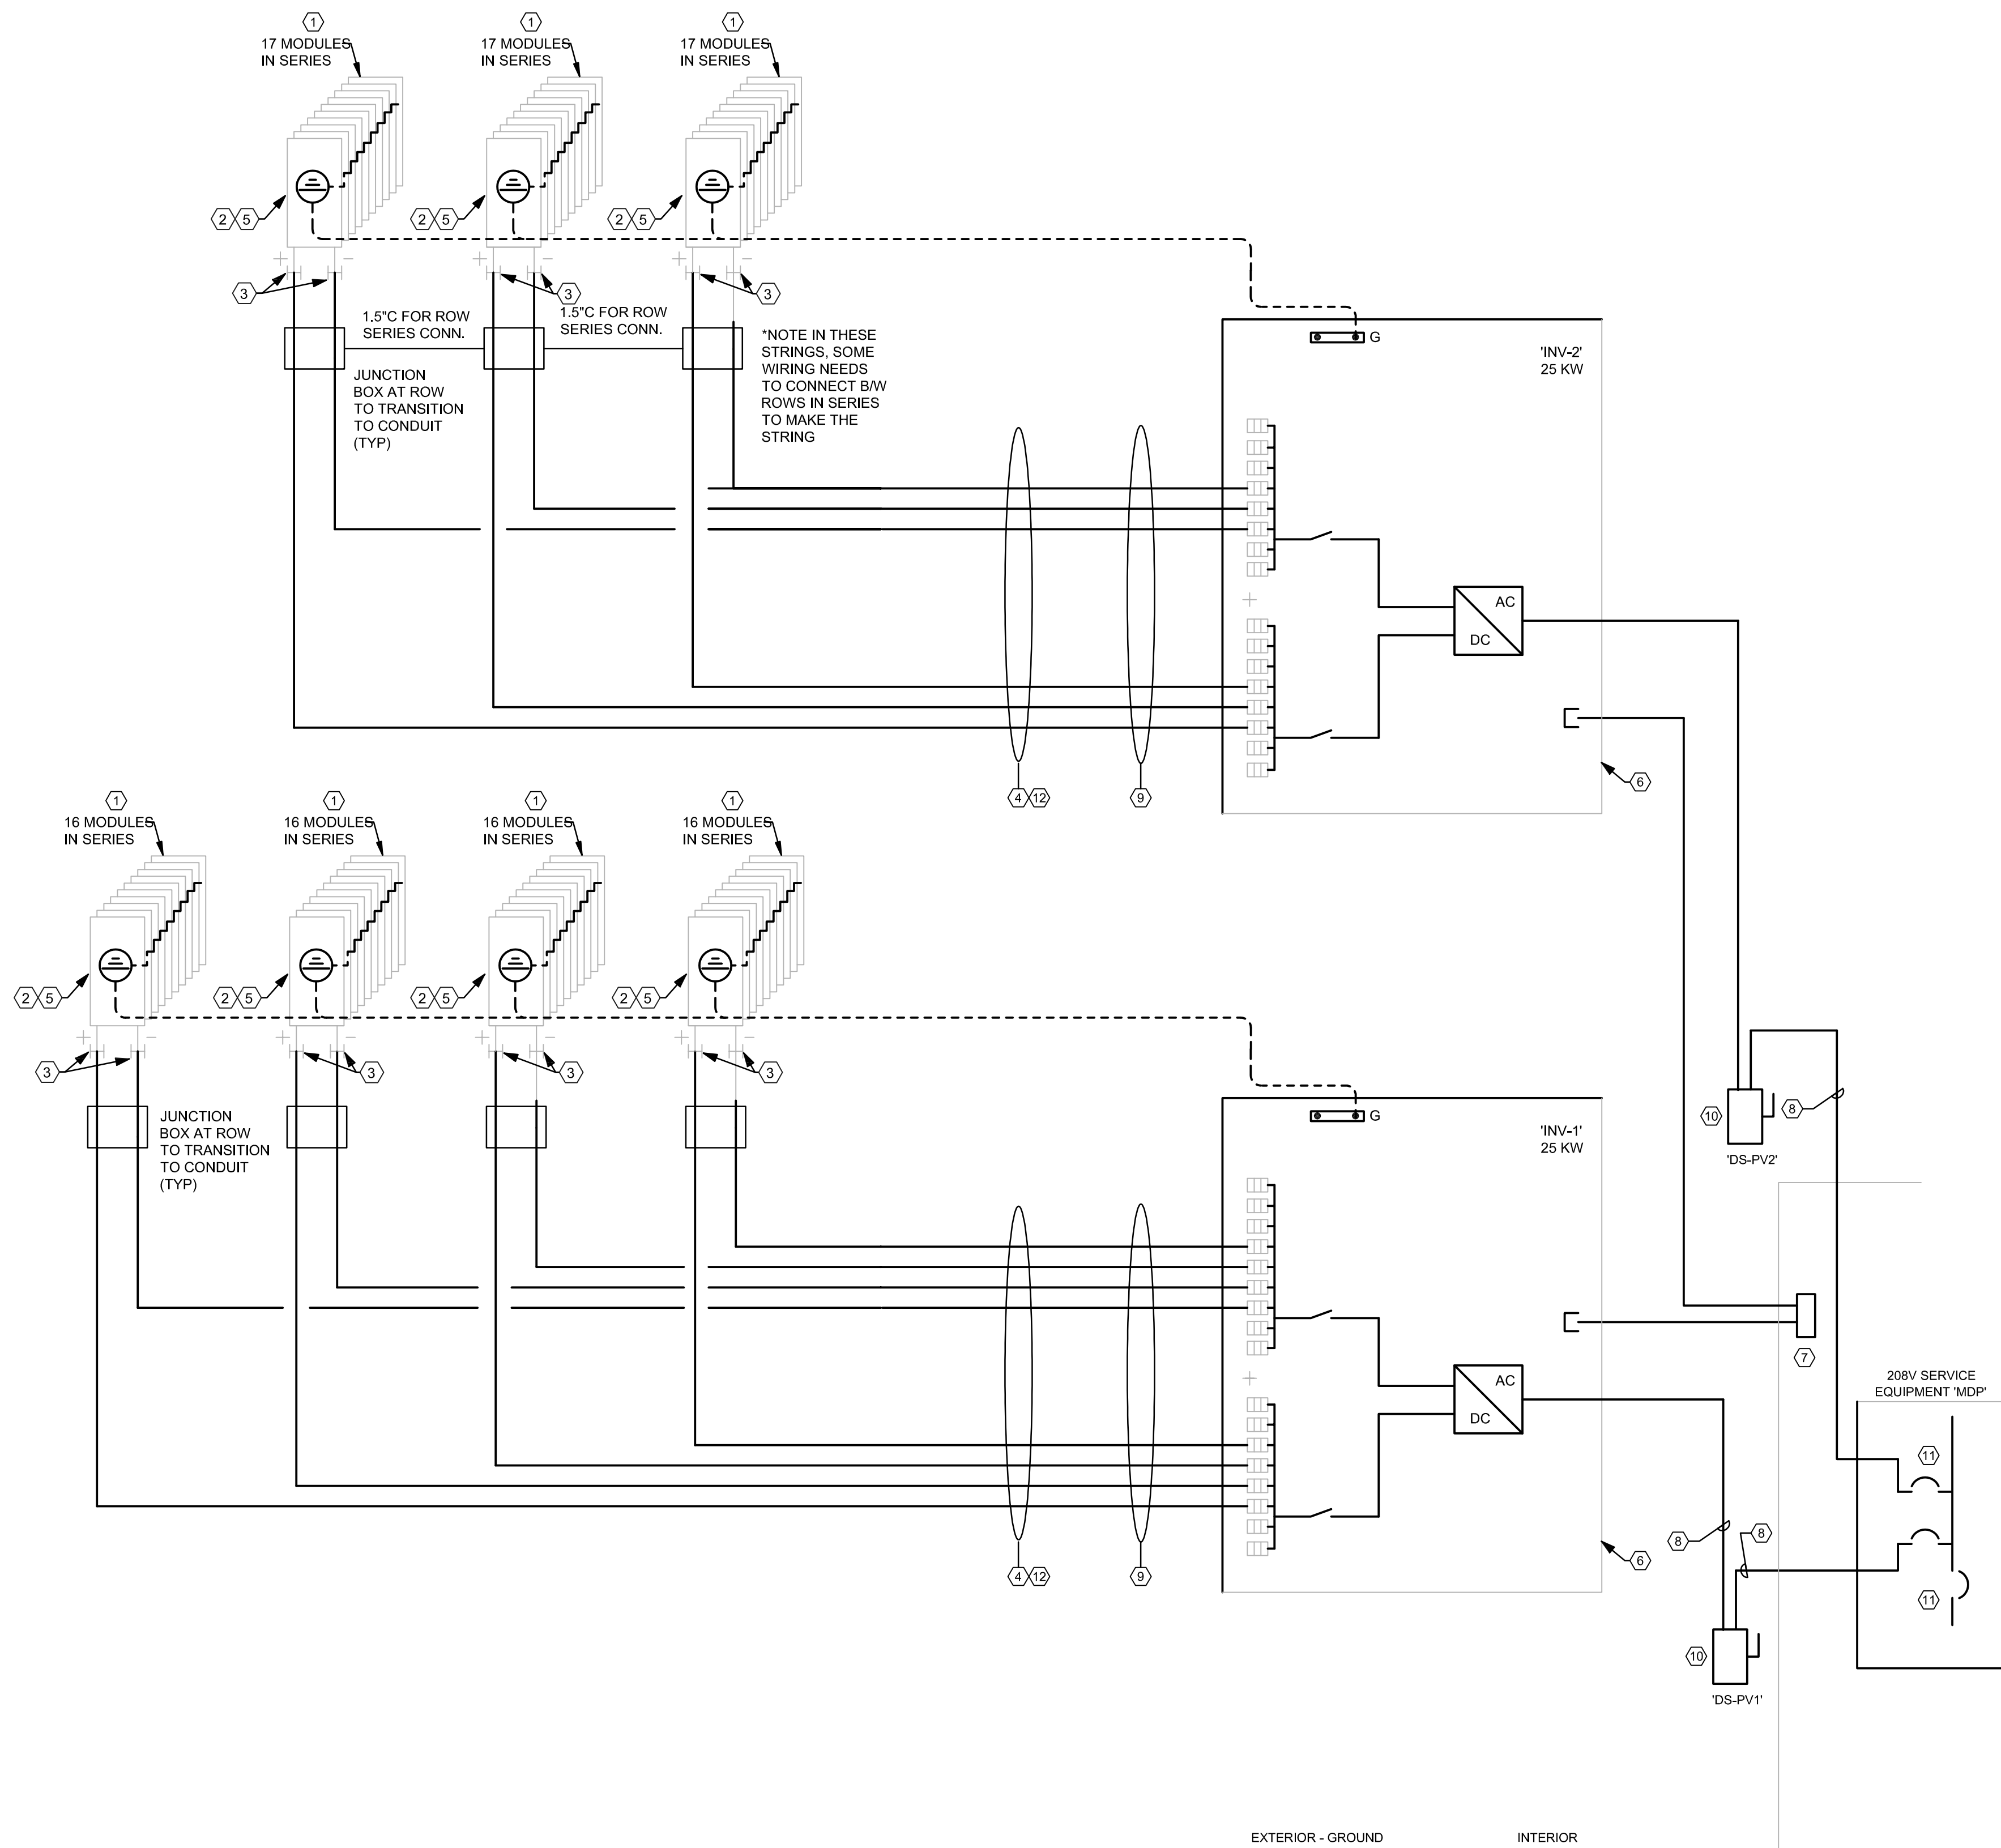 1
17 MODULES
IN SERIES
1
17 MODULES
IN SERIES
1
17 MODULES
IN SERIES
2 5
2 5
2 5
+ -
+ -
+ -
3
3
3
1.5"C FOR ROW
SERIES CONN.
1.5"C FOR ROW
SERIES CONN.
JUNCTION
BOX AT ROW
TO TRANSITION
TO CONDUIT
(TYP)
*NOTE IN THESE
STRINGS, SOME
WIRING NEEDS
TO CONNECT B/W
ROWS IN SERIES
TO MAKE THE
STRING
G
'INV-2'
25 KW
+
AC
DC
4 12
9
6
1
16 MODULES
IN SERIES
1
16 MODULES
IN SERIES
1
16 MODULES
IN SERIES
1
16 MODULES
IN SERIES
2 5
2 5
2 5
2 5
+ -
+ -
+ -
+ -
3
3
3
3
JUNCTION
BOX AT ROW
TO TRANSITION
TO CONDUIT
(TYP)
G
'INV-1'
25 KW
+
AC
DC
4 12
9
6
10
8
'DS-PV2'
7
208V SERVICE
EQUIPMENT 'MDP'
11
11
8
8
10
'DS-PV1'
EXTERIOR - GROUND
INTERIOR